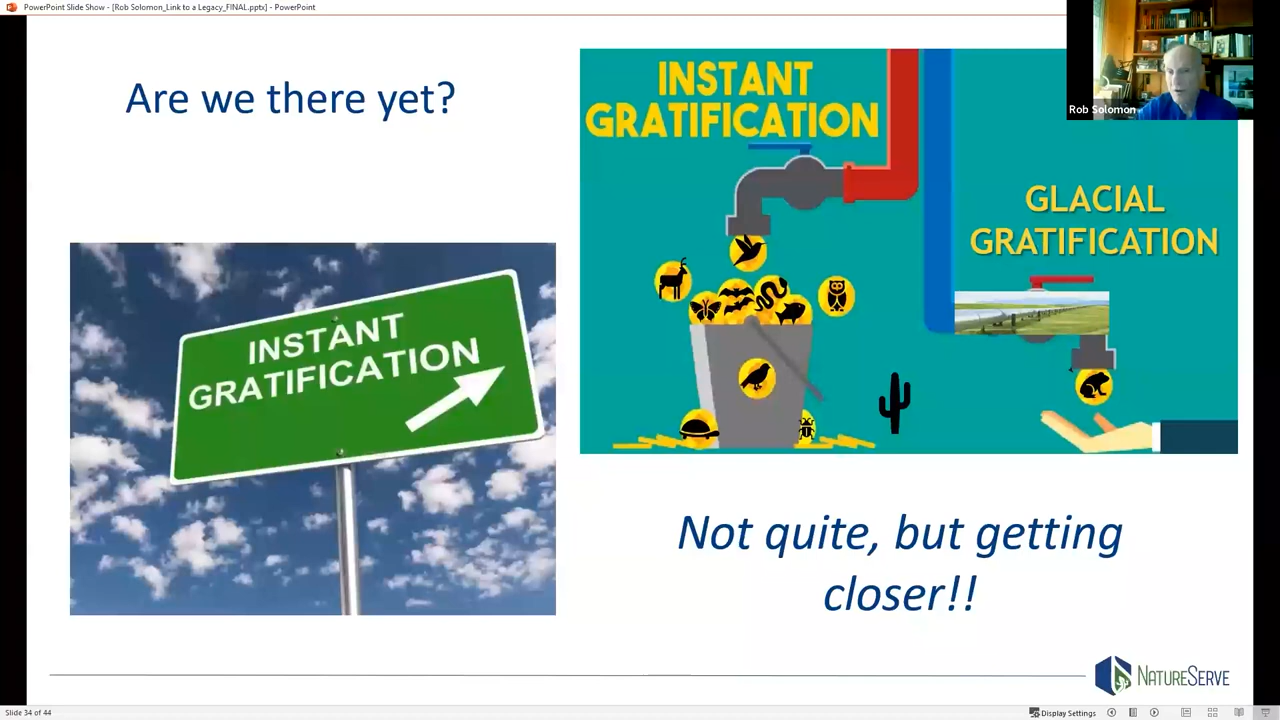 PowerPoint Slide Show - [Rob Solomon_Link to a Legacy_FINAL.pptx] - PowerPoint
Are we there yet?
INSTANT
GRATIFICATION
INSTANT
GRATIFICATION
GLACIAL
GRATIFICATION
Rob Solomon
Not quite, but getting
closer!!
NATURESERVE
Slide 34 of 44
Display Settings